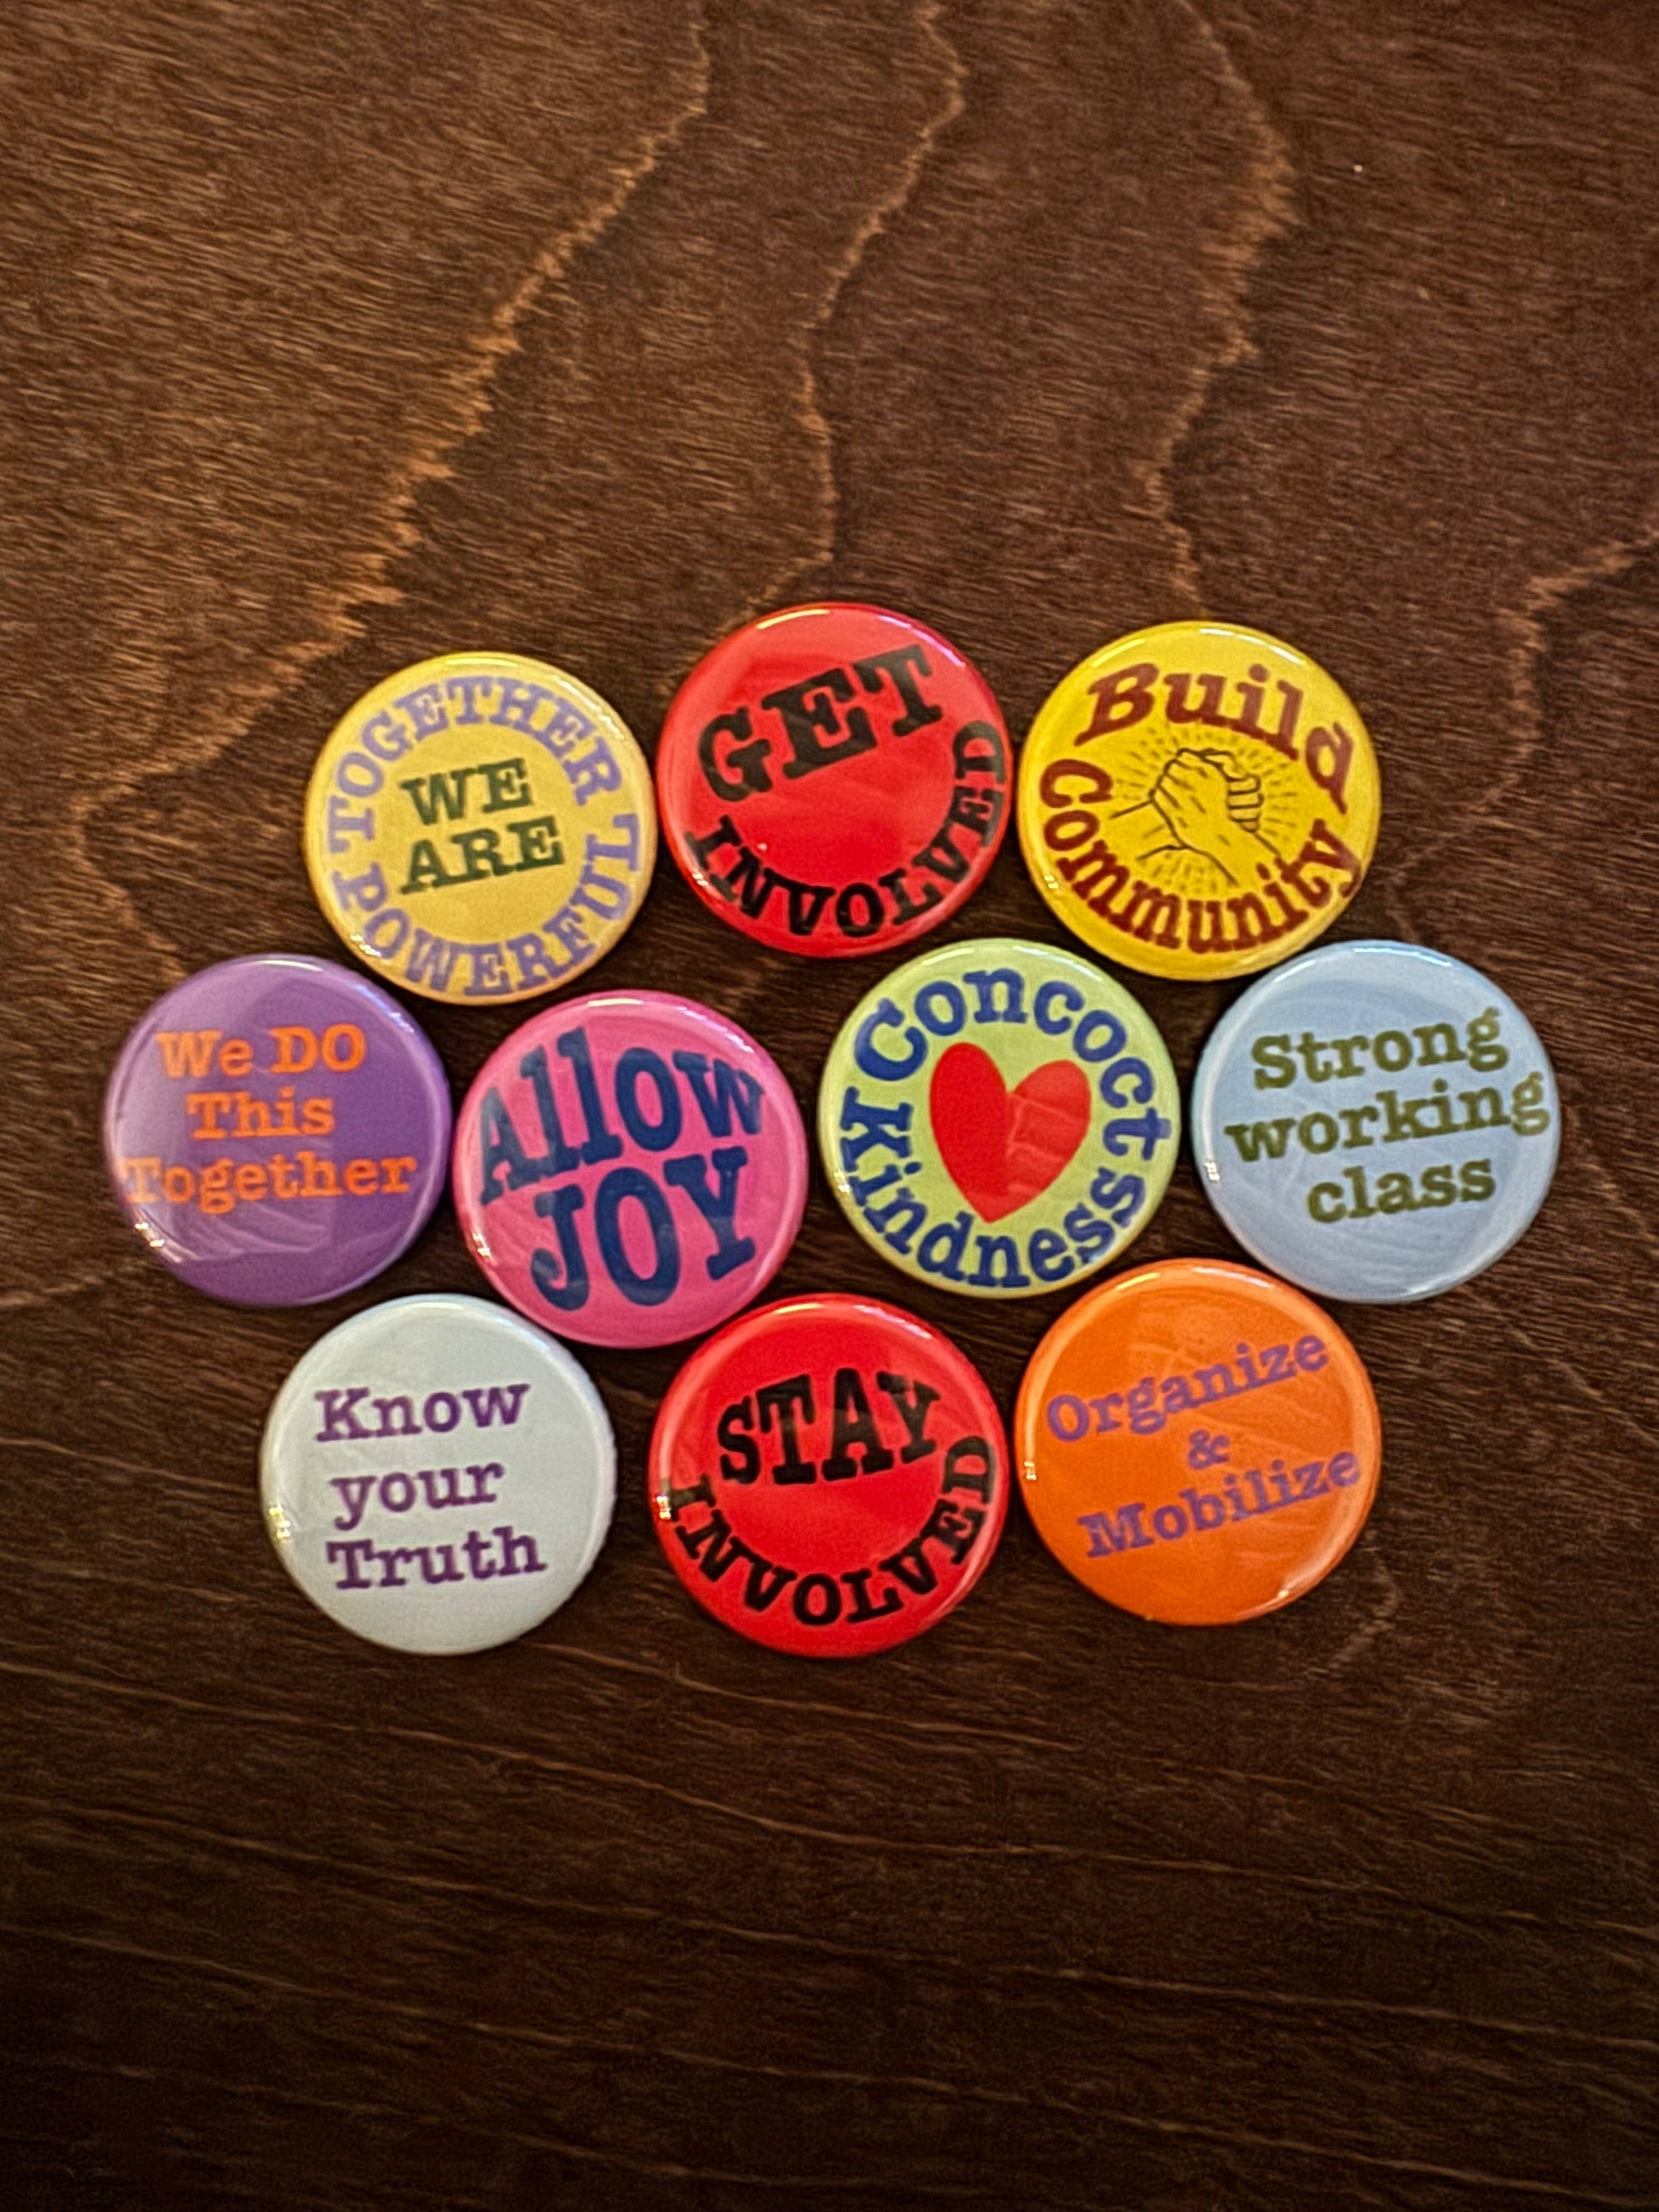 TOGETHER
WE
ARE
POWERFUL
GET
INVOLVED
Build
Community
We DO
This
Together
Allow
JOY
Concoct
Kindness
Strong
working
class
Know
your
Truth
STAY
INVOLVED
Organize
&
Mobilize